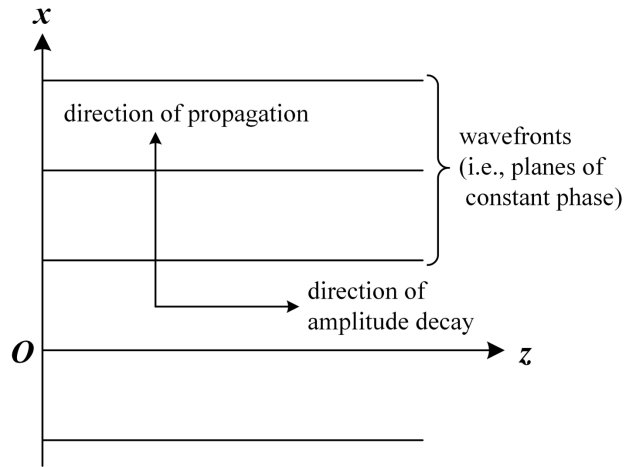 x
direction of propagation
wavefronts
(i.e., planes of
constant phase)
direction of
amplitude decay
O
z